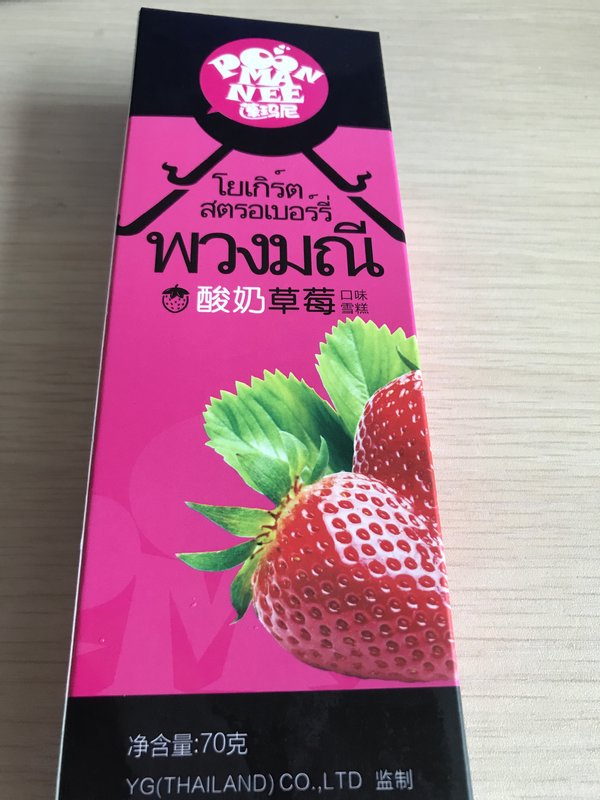 POON
MA
NEE
蓬玛尼
โยเกิร์ต
สตรอเบอร์รี่
พวงมณี
酸奶草莓 口味
雪糕
净含量:70克
YG(THAILAND) CO.,LTD 监制